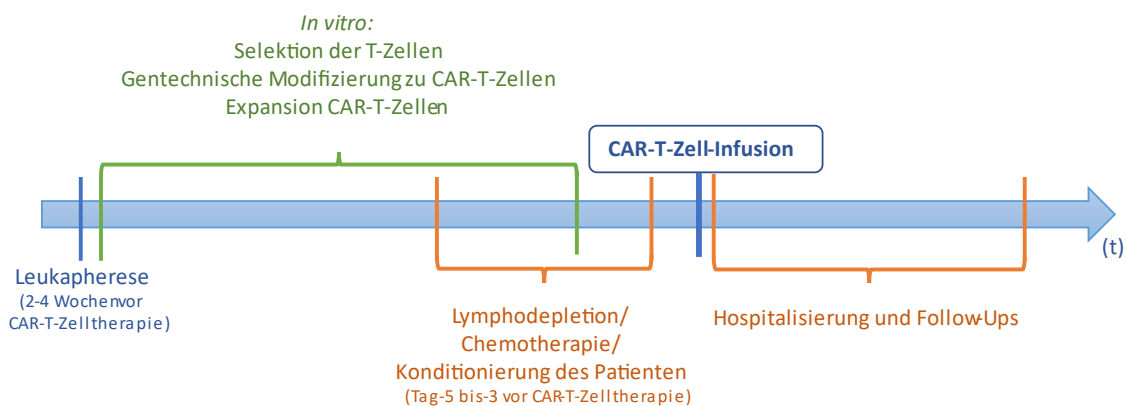 In vitro:
Selektion der T-Zellen
Gentechnische Modifizierung zu CAR-T-Zellen
Expansion CAR-T-Zellen
CAR-T-Zell-Infusion
(t)
Leukapherese
(2-4 Wochenvor
CAR-T-Zelltherapie)
Lymphodepletion/
Chemotherapie/
Konditionierung des Patienten
(Tag-5 bis-3 vor CAR-T-Zelltherapie)
Hospitalisierung und Follow-Ups